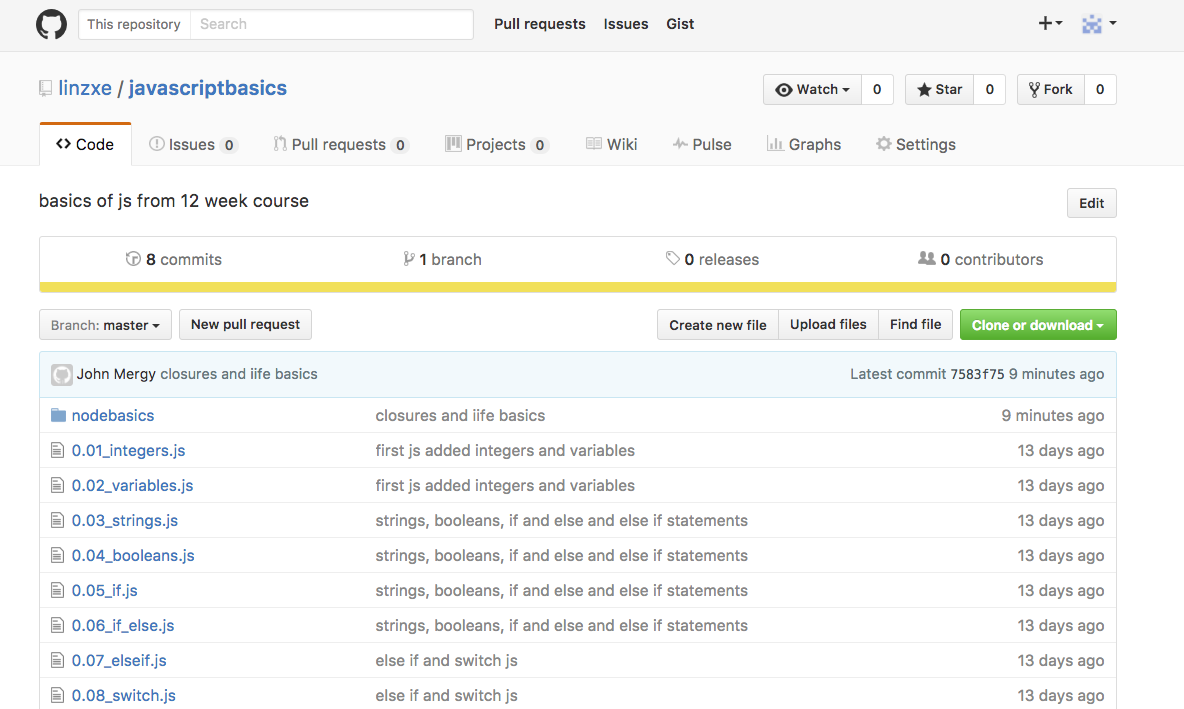 This repository Search Pull requests Issues Gist
linzxe / javascriptbasics Watch 0 Star 0 Fork 0
Code Issues 0 Pull requests 0 Projects 0 Wiki Pulse Graphs Settings
basics of js from 12 week course Edit
8 commits 1 branch 0 releases 0 contributors
Branch: master New pull request Create new file Upload files Find file Clone or download
John Mergy closures and iife basics Latest commit 7583f75 9 minutes ago
nodebasics closures and iife basics 9 minutes ago
0.01_integers.js first js added integers and variables 13 days ago
0.02_variables.js first js added integers and variables 13 days ago
0.03_strings.js strings, booleans, if and else and else if statements 13 days ago
0.04_booleans.js strings, booleans, if and else and else if statements 13 days ago
0.05_if.js strings, booleans, if and else and else if statements 13 days ago
0.06_if_else.js strings, booleans, if and else and else if statements 13 days ago
0.07_elseif.js else if and switch js 13 days ago
0.08_switch.js else if and switch js 13 days ago